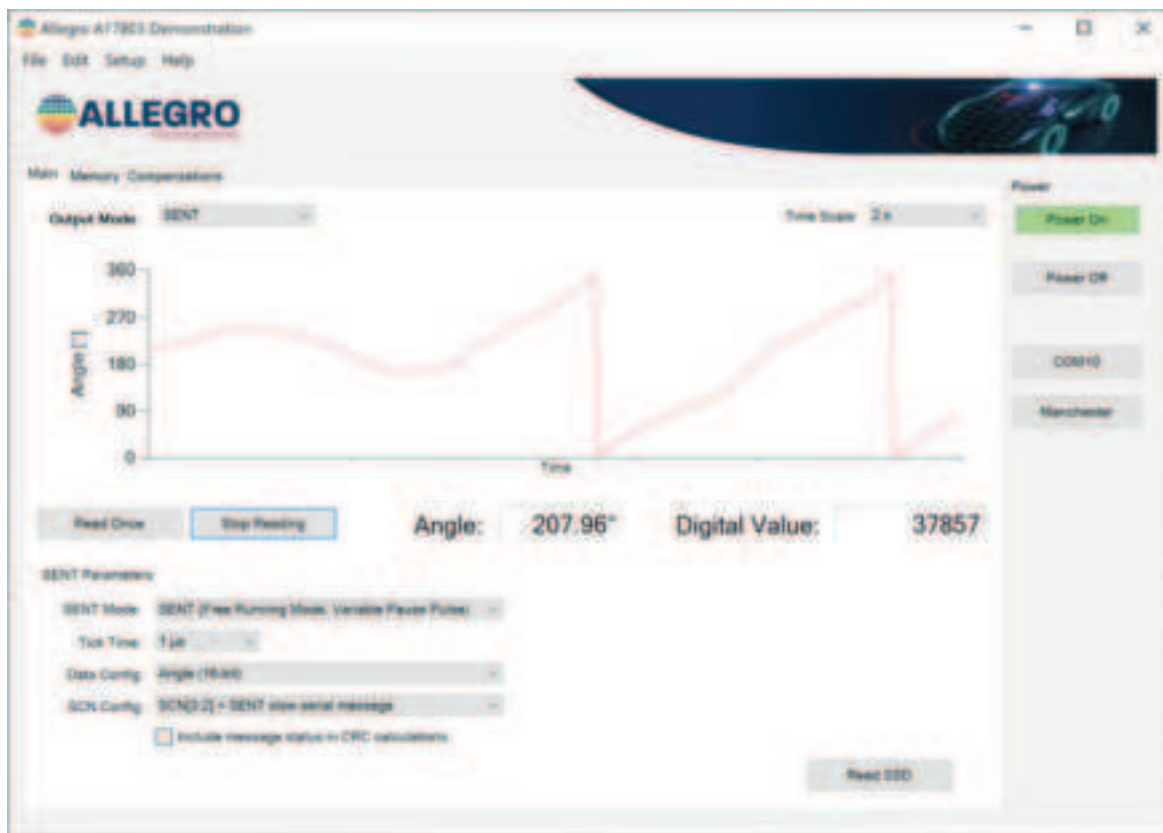 Allegro A17803 Demonstration
File Edit Setup Help
ALLEGRO
Main Memory Compensations
Power
Output Mode SENT
Time Scale 2 s
Power On
360
Power Off
270
Angle [°]
180
COM10
90
Manchester
0
Time
Read Once Stop Reading Angle: 207.96° Digital Value: 37857
SENT Parameters
SENT Mode SENT (Free Running Mode, Variable Pause Pulse)
Tick Time 1 µs
Data Config Angle (16-bit)
SCN Config SCN[3:2] = SENT slow serial message
Include message status in CRC calculations